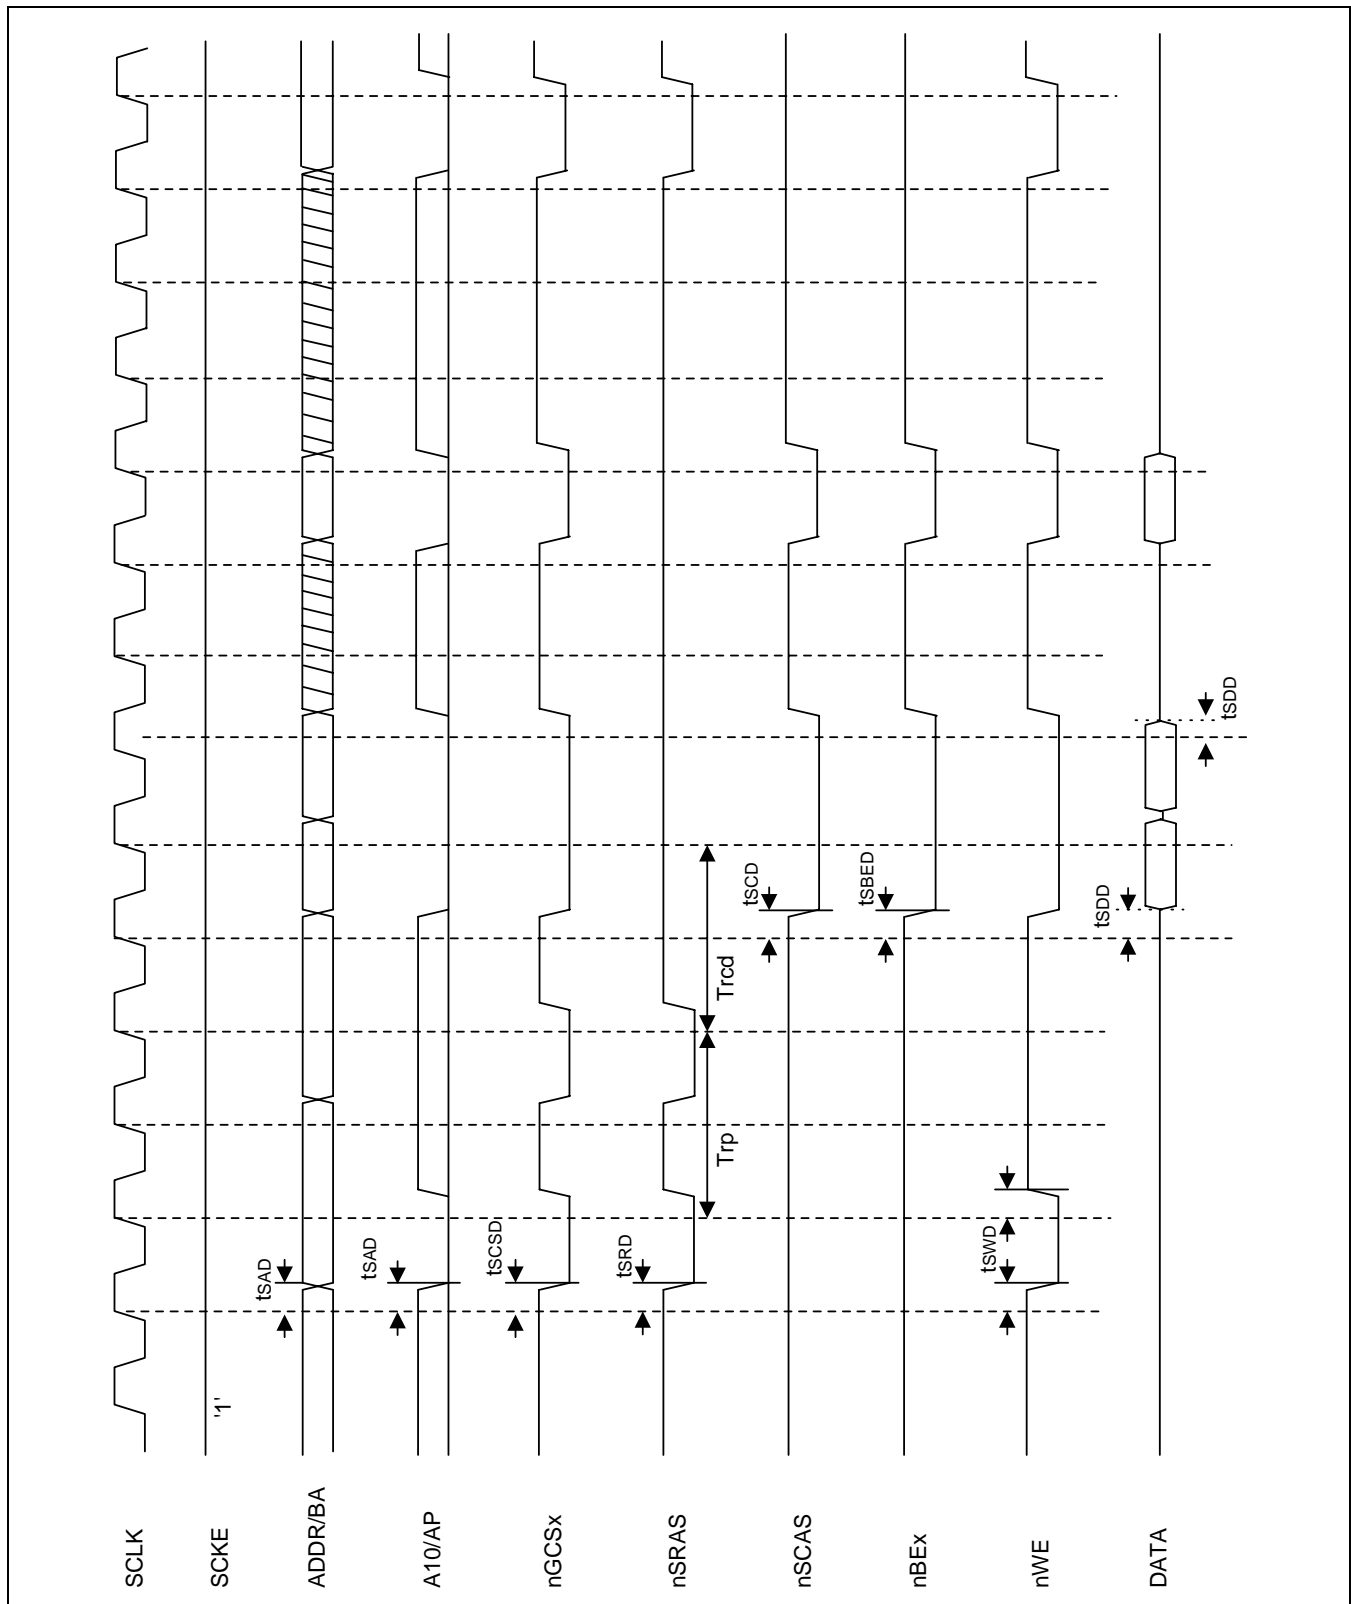 SCLK
SCKE
'1'
ADDR/BA
tSAD
A10/AP
tSAD
nGCSx
tSCSD
nSRAS
tSRD
Trp
Trcd
nSCAS
tSCD
nBEx
tSBED
nWE
tSWD
DATA
tSDD
tSDD